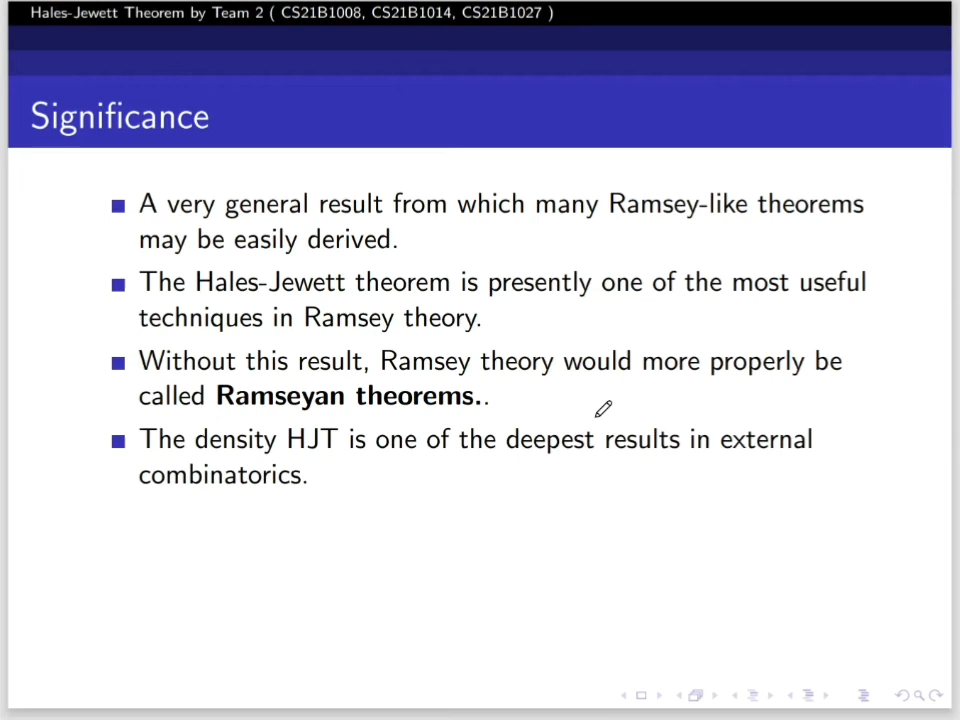 Hales-Jewett Theorem by Team 2 ( CS21B1008, CS21B1014, CS21B1027 )
Significance
A very general result from which many Ramsey-like theorems
may be easily derived.
The Hales-Jewett theorem is presently one of the most useful
techniques in Ramsey theory.
Without this result, Ramsey theory would more properly be
called Ramseyan theorems..
The density HJT is one of the deepest results in external
combinatorics.